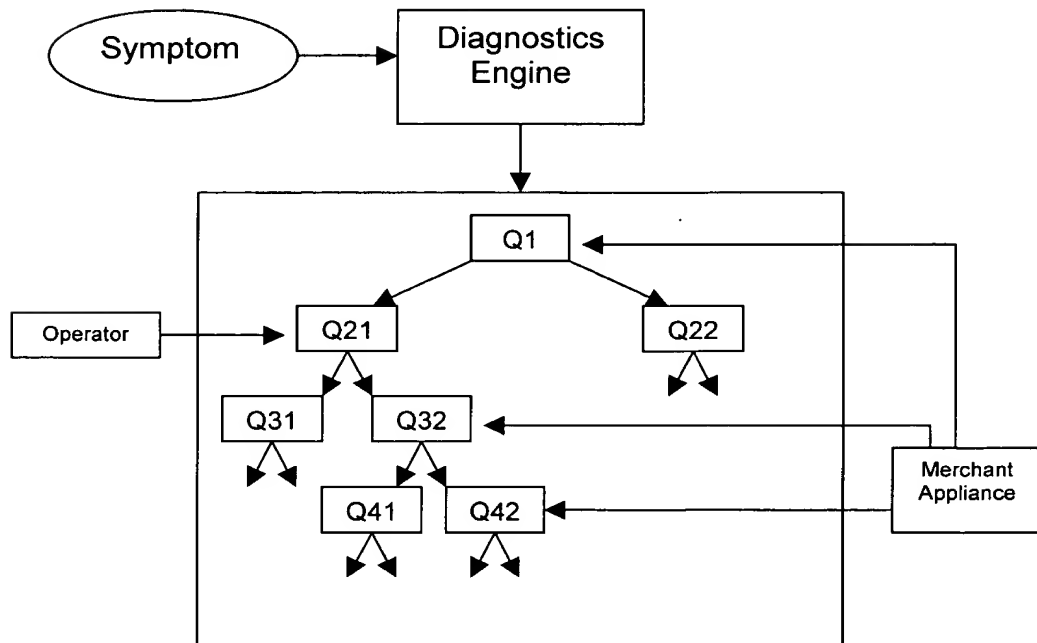 Symptom
Diagnostics
Engine
Q1
Operator
Q21
Q22
Q31
Q32
Merchant
Appliance
Q41
Q42